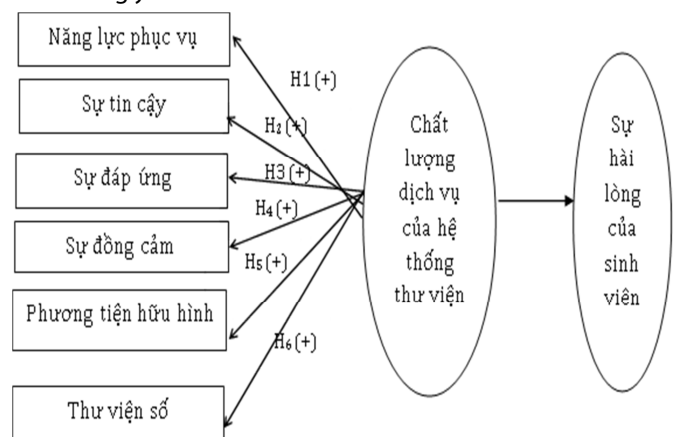 Năng lực phục vụ
H1 (+)
Sự tin cậy
H₂ (+)
Sự đáp ứng
H3 (+)
H₄ (+)
Sự đồng cảm
H₅ (+)
Phương tiện hữu hình
H₆ (+)
Thư viện số
Chất
lượng
dịch vụ
của hệ
thống
thư viện
Sự
hài
lòng
của
sinh
viên